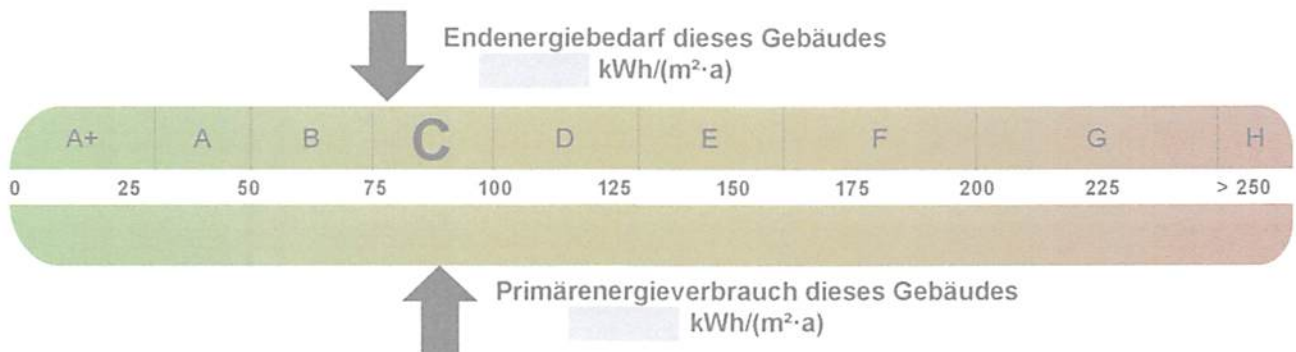 Endenergiebedarf dieses Gebäudes
kWh/(m²·a)
A+ A B C D E F G H
0 25 50 75 100 125 150 175 200 225 > 250
Primärenergieverbrauch dieses Gebäudes
kWh/(m²·a)